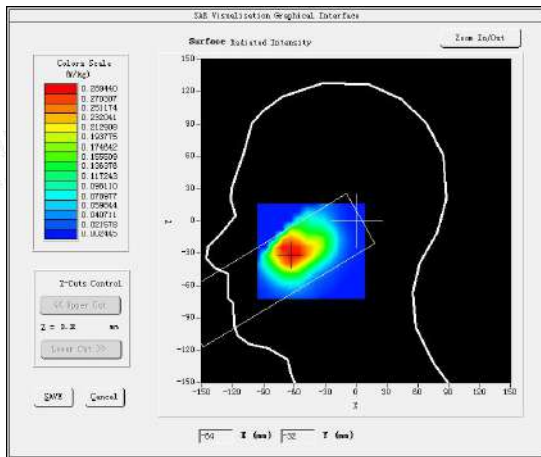 SAR Visualisation Graphical Interface
Surface Radiated Intensity
Zoom In/Out
Colors Scale
(W/kg)
0.289440
0.270307
0.251174
0.232041
0.212908
0.193775
0.174642
0.155509
0.136376
0.117243
0.098110
0.078977
0.059844
0.040711
0.021578
0.002445
Z-Cuts Control
<< Upper Cut
Z = mm
Lower Cut >>
SAVE
Cancel
150
120
90
60
30
0
-30
-60
-90
-120
-150
Z
-150 -120 -90 -60 -30 0 30 60 90 120 150
X
-64 X (mm) -32 Y (mm)